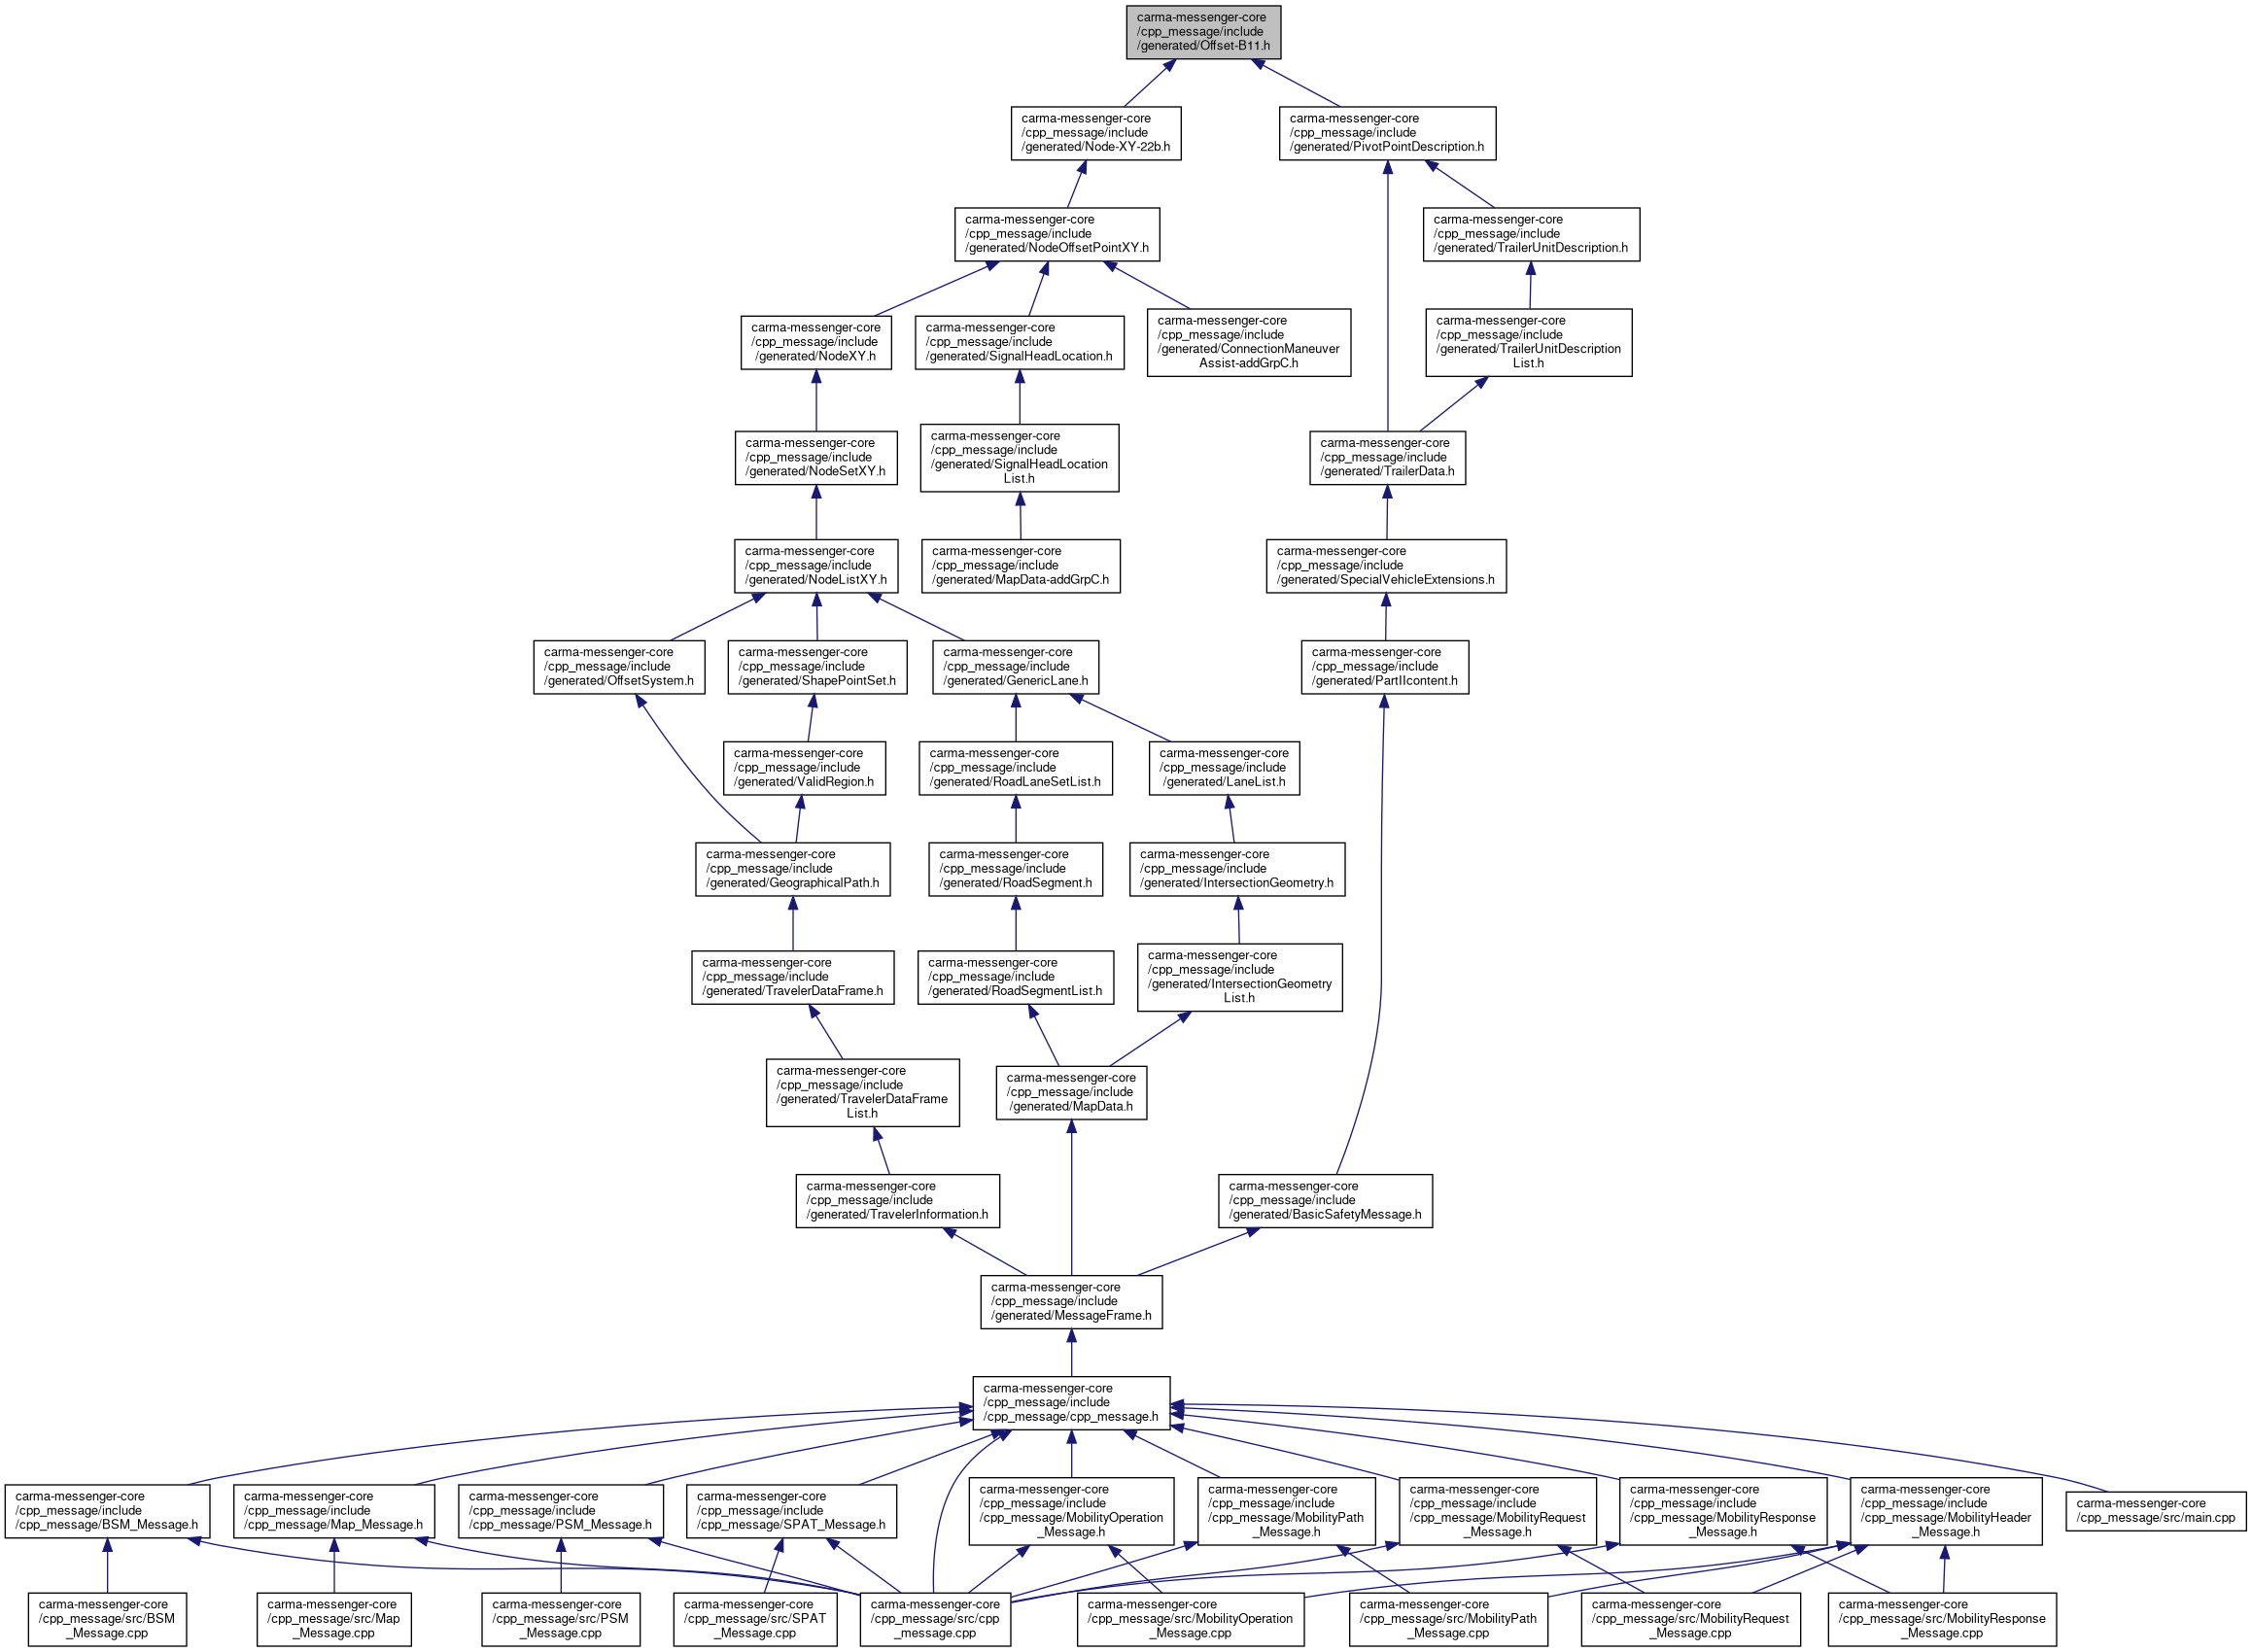 carma-messenger-core
/cpp_message/include
/generated/Offset-B11.h
carma-messenger-core
/cpp_message/include
/generated/Node-XY-22b.h
carma-messenger-core
/cpp_message/include
/generated/PivotPointDescription.h
carma-messenger-core
/cpp_message/include
/generated/NodeOffsetPointXY.h
carma-messenger-core
/cpp_message/include
/generated/TrailerUnitDescription.h
carma-messenger-core
/cpp_message/include
/generated/NodeXY.h
carma-messenger-core
/cpp_message/include
/generated/SignalHeadLocation.h
carma-messenger-core
/cpp_message/include
/generated/ConnectionManeuver
Assist-addGrpC.h
carma-messenger-core
/cpp_message/include
/generated/TrailerUnitDescription
List.h
carma-messenger-core
/cpp_message/include
/generated/NodeSetXY.h
carma-messenger-core
/cpp_message/include
/generated/SignalHeadLocation
List.h
carma-messenger-core
/cpp_message/include
/generated/TrailerData.h
carma-messenger-core
/cpp_message/include
/generated/NodeListXY.h
carma-messenger-core
/cpp_message/include
/generated/MapData-addGrpC.h
carma-messenger-core
/cpp_message/include
/generated/SpecialVehicleExtensions.h
carma-messenger-core
/cpp_message/include
/generated/OffsetSystem.h
carma-messenger-core
/cpp_message/include
/generated/ShapePointSet.h
carma-messenger-core
/cpp_message/include
/generated/GenericLane.h
carma-messenger-core
/cpp_message/include
/generated/PartIIcontent.h
carma-messenger-core
/cpp_message/include
/generated/ValidRegion.h
carma-messenger-core
/cpp_message/include
/generated/RoadLaneSetList.h
carma-messenger-core
/cpp_message/include
/generated/LaneList.h
carma-messenger-core
/cpp_message/include
/generated/GeographicalPath.h
carma-messenger-core
/cpp_message/include
/generated/RoadSegment.h
carma-messenger-core
/cpp_message/include
/generated/IntersectionGeometry.h
carma-messenger-core
/cpp_message/include
/generated/TravelerDataFrame.h
carma-messenger-core
/cpp_message/include
/generated/RoadSegmentList.h
carma-messenger-core
/cpp_message/include
/generated/IntersectionGeometry
List.h
carma-messenger-core
/cpp_message/include
/generated/TravelerDataFrame
List.h
carma-messenger-core
/cpp_message/include
/generated/MapData.h
carma-messenger-core
/cpp_message/include
/generated/TravelerInformation.h
carma-messenger-core
/cpp_message/include
/generated/BasicSafetyMessage.h
carma-messenger-core
/cpp_message/include
/generated/MessageFrame.h
carma-messenger-core
/cpp_message/include
/cpp_message/cpp_message.h
carma-messenger-core
/cpp_message/include
/cpp_message/BSM_Message.h
carma-messenger-core
/cpp_message/include
/cpp_message/Map_Message.h
carma-messenger-core
/cpp_message/include
/cpp_message/PSM_Message.h
carma-messenger-core
/cpp_message/include
/cpp_message/SPAT_Message.h
carma-messenger-core
/cpp_message/include
/cpp_message/MobilityOperation
_Message.h
carma-messenger-core
/cpp_message/include
/cpp_message/MobilityPath
_Message.h
carma-messenger-core
/cpp_message/include
/cpp_message/MobilityRequest
_Message.h
carma-messenger-core
/cpp_message/include
/cpp_message/MobilityResponse
_Message.h
carma-messenger-core
/cpp_message/include
/cpp_message/MobilityHeader
_Message.h
carma-messenger-core
/cpp_message/src/main.cpp
carma-messenger-core
/cpp_message/src/BSM
_Message.cpp
carma-messenger-core
/cpp_message/src/Map
_Message.cpp
carma-messenger-core
/cpp_message/src/PSM
_Message.cpp
carma-messenger-core
/cpp_message/src/SPAT
_Message.cpp
carma-messenger-core
/cpp_message/src/cpp
_message.cpp
carma-messenger-core
/cpp_message/src/MobilityOperation
_Message.cpp
carma-messenger-core
/cpp_message/src/MobilityPath
_Message.cpp
carma-messenger-core
/cpp_message/src/MobilityRequest
_Message.cpp
carma-messenger-core
/cpp_message/src/MobilityResponse
_Message.cpp